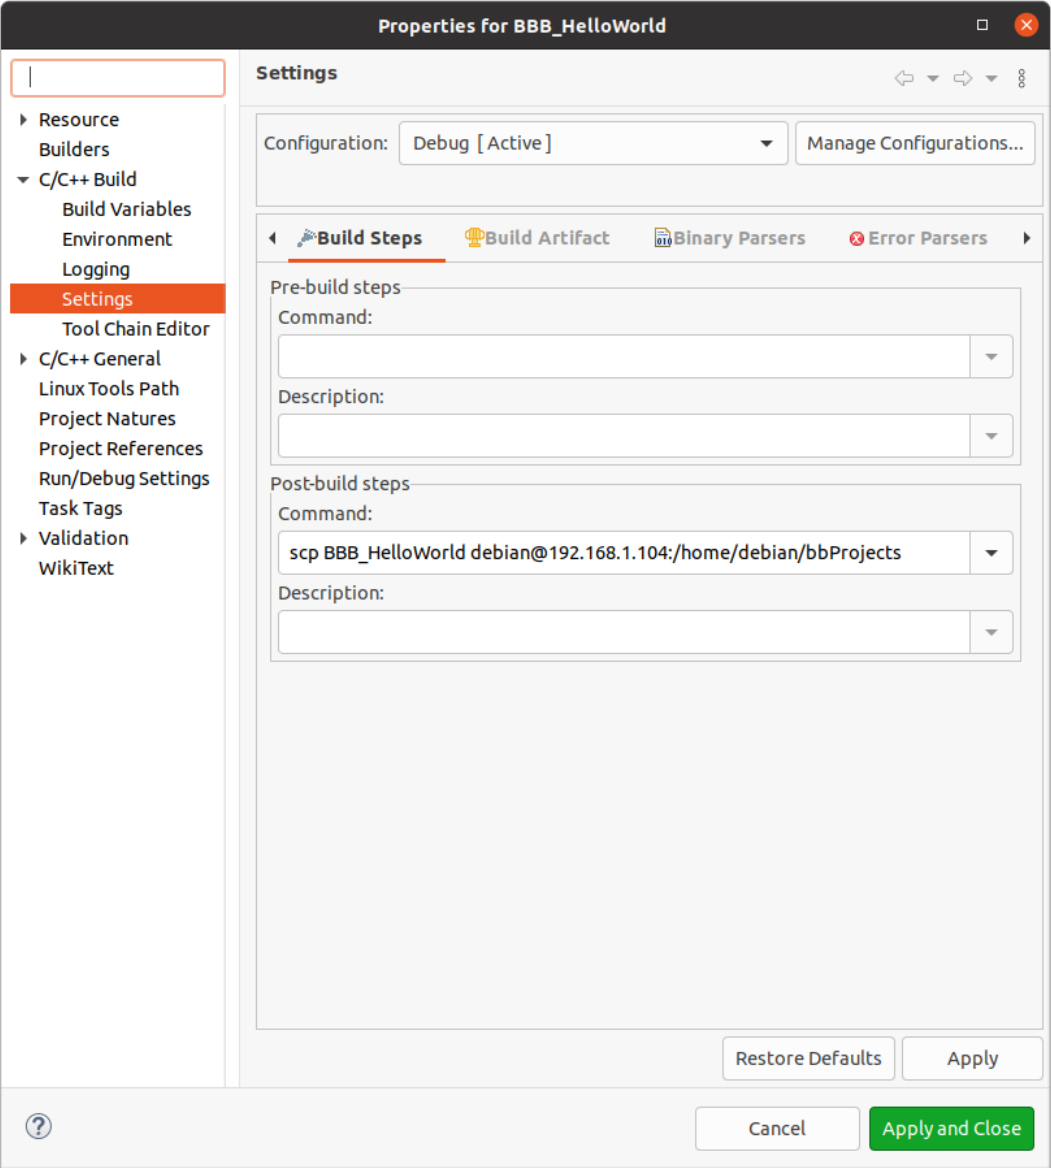 Properties for BBB_HelloWorld
Resource
Builders
C/C++ Build
Build Variables
Environment
Logging
Settings
Tool Chain Editor
C/C++ General
Linux Tools Path
Project Natures
Project References
Run/Debug Settings
Task Tags
Validation
WikiText
Settings
Configuration: Debug [Active] Manage Configurations...
Build Steps Build Artifact Binary Parsers Error Parsers
Pre-build steps
Command:
Description:
Post-build steps
Command:
scp BBB_HelloWorld debian@192.168.1.104:/home/debian/bbProjects
Description:
Restore Defaults Apply
? Cancel Apply and Close